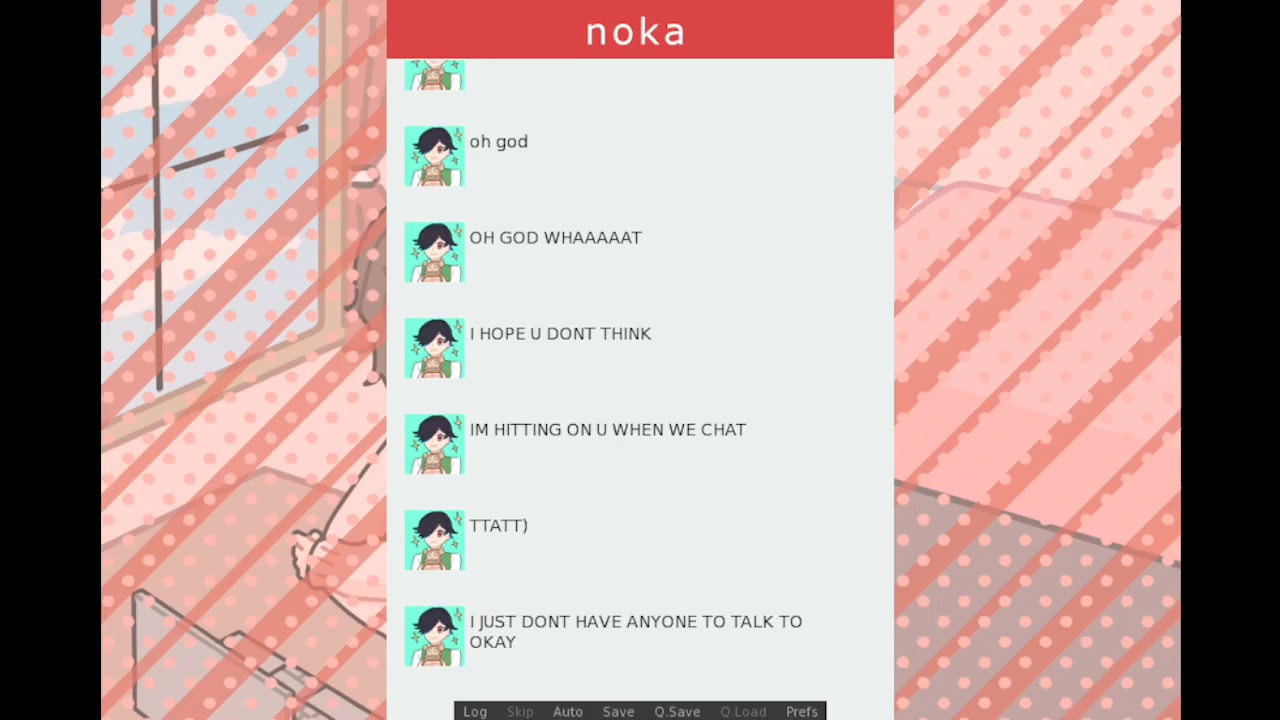 noka
oh god
OH GOD WHAAAAAT
I HOPE U DONT THINK
IM HITTING ON U WHEN WE CHAT
TTATT)
I JUST DONT HAVE ANYONE TO TALK TO
OKAY
Log Skip Auto Save Q.Save Q.Load Prefs